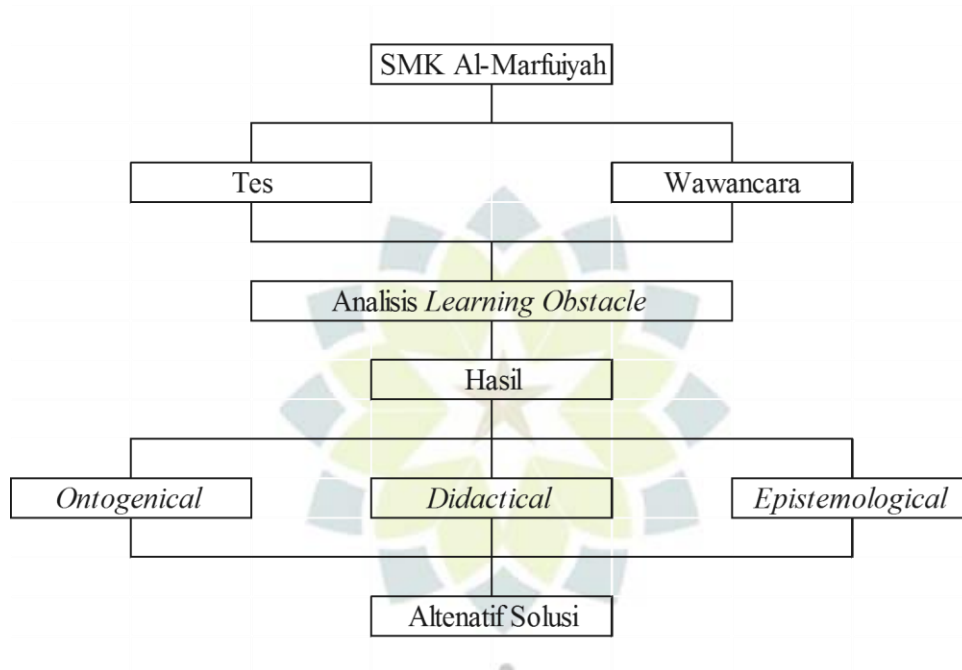 SMK Al-Marfuiyah
Tes
Wawancara
Analisis Learning Obstacle
Hasil
Ontogenical
Didactical
Epistemological
Altenatif Solusi